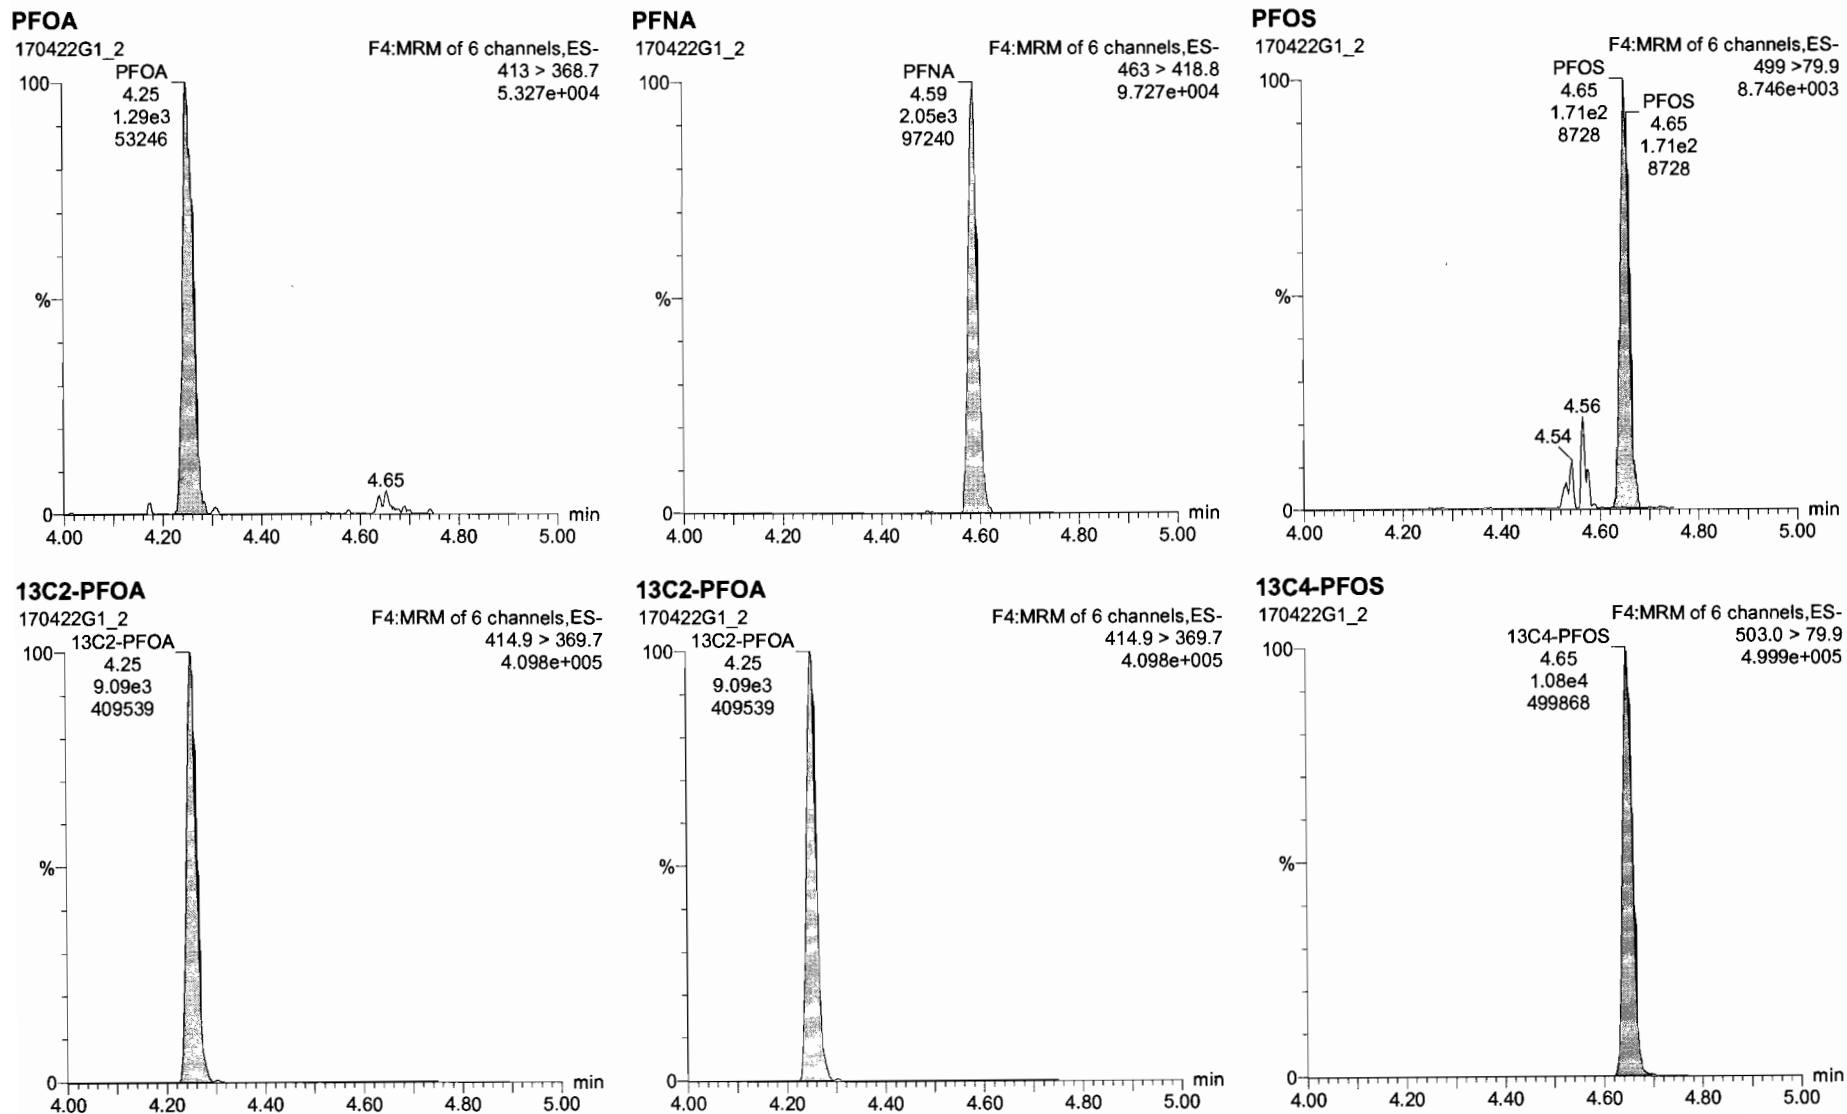 PFOA
170422G1_2
F4:MRM of 6 channels,ES-
413 > 368.7
5.327e+004
PFOA
4.25
1.29e3
53246
100
%
0
4.65
min
4.00 4.20 4.40 4.60 4.80 5.00
PFNA
170422G1_2
F4:MRM of 6 channels,ES-
463 > 418.8
9.727e+004
PFNA
4.59
2.05e3
97240
100
%
0
min
4.00 4.20 4.40 4.60 4.80 5.00
PFOS
170422G1_2
F4:MRM of 6 channels,ES-
499 >79.9
8.746e+003
PFOS
4.65
1.71e2
8728
PFOS
4.65
1.71e2
8728
100
%
0
4.56
4.54
min
4.00 4.20 4.40 4.60 4.80 5.00
13C2-PFOA
170422G1_2
F4:MRM of 6 channels,ES-
414.9 > 369.7
4.098e+005
13C2-PFOA
4.25
9.09e3
409539
100
%
0
min
4.00 4.20 4.40 4.60 4.80 5.00
13C2-PFOA
170422G1_2
F4:MRM of 6 channels,ES-
414.9 > 369.7
4.098e+005
13C2-PFOA
4.25
9.09e3
409539
100
%
0
min
4.00 4.20 4.40 4.60 4.80 5.00
13C4-PFOS
170422G1_2
F4:MRM of 6 channels,ES-
503.0 > 79.9
4.999e+005
13C4-PFOS
4.65
1.08e4
499868
100
%
0
min
4.00 4.20 4.40 4.60 4.80 5.00